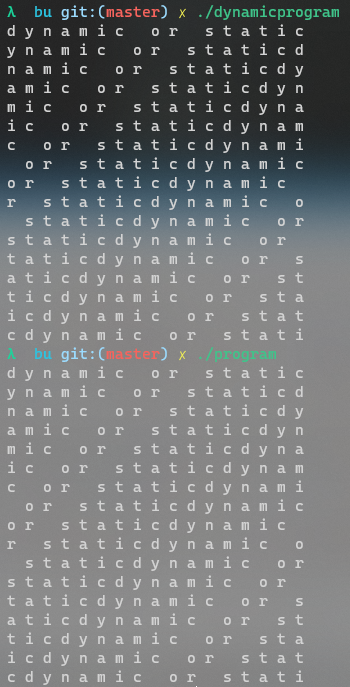 λ  bu git:(master) ✗ ./dynamicprogram
d y n a m i c   o r   s t a t i c
y n a m i c   o r   s t a t i c d
n a m i c   o r   s t a t i c d y
a m i c   o r   s t a t i c d y n
m i c   o r   s t a t i c d y n a
i c   o r   s t a t i c d y n a m
c   o r   s t a t i c d y n a m i
  o r   s t a t i c d y n a m i c
o r   s t a t i c d y n a m i c
r   s t a t i c d y n a m i c   o
  s t a t i c d y n a m i c   o r
s t a t i c d y n a m i c   o r
t a t i c d y n a m i c   o r   s
a t i c d y n a m i c   o r   s t
t i c d y n a m i c   o r   s t a
i c d y n a m i c   o r   s t a t
c d y n a m i c   o r   s t a t i
λ  bu git:(master) ✗ ./program
d y n a m i c   o r   s t a t i c
y n a m i c   o r   s t a t i c d
n a m i c   o r   s t a t i c d y
a m i c   o r   s t a t i c d y n
m i c   o r   s t a t i c d y n a
i c   o r   s t a t i c d y n a m
c   o r   s t a t i c d y n a m i
  o r   s t a t i c d y n a m i c
o r   s t a t i c d y n a m i c
r   s t a t i c d y n a m i c   o
  s t a t i c d y n a m i c   o r
s t a t i c d y n a m i c   o r
t a t i c d y n a m i c   o r   s
a t i c d y n a m i c   o r   s t
t i c d y n a m i c   o r   s t a
i c d y n a m i c   o r   s t a t
c d y n a m i c   o r   s t a t i